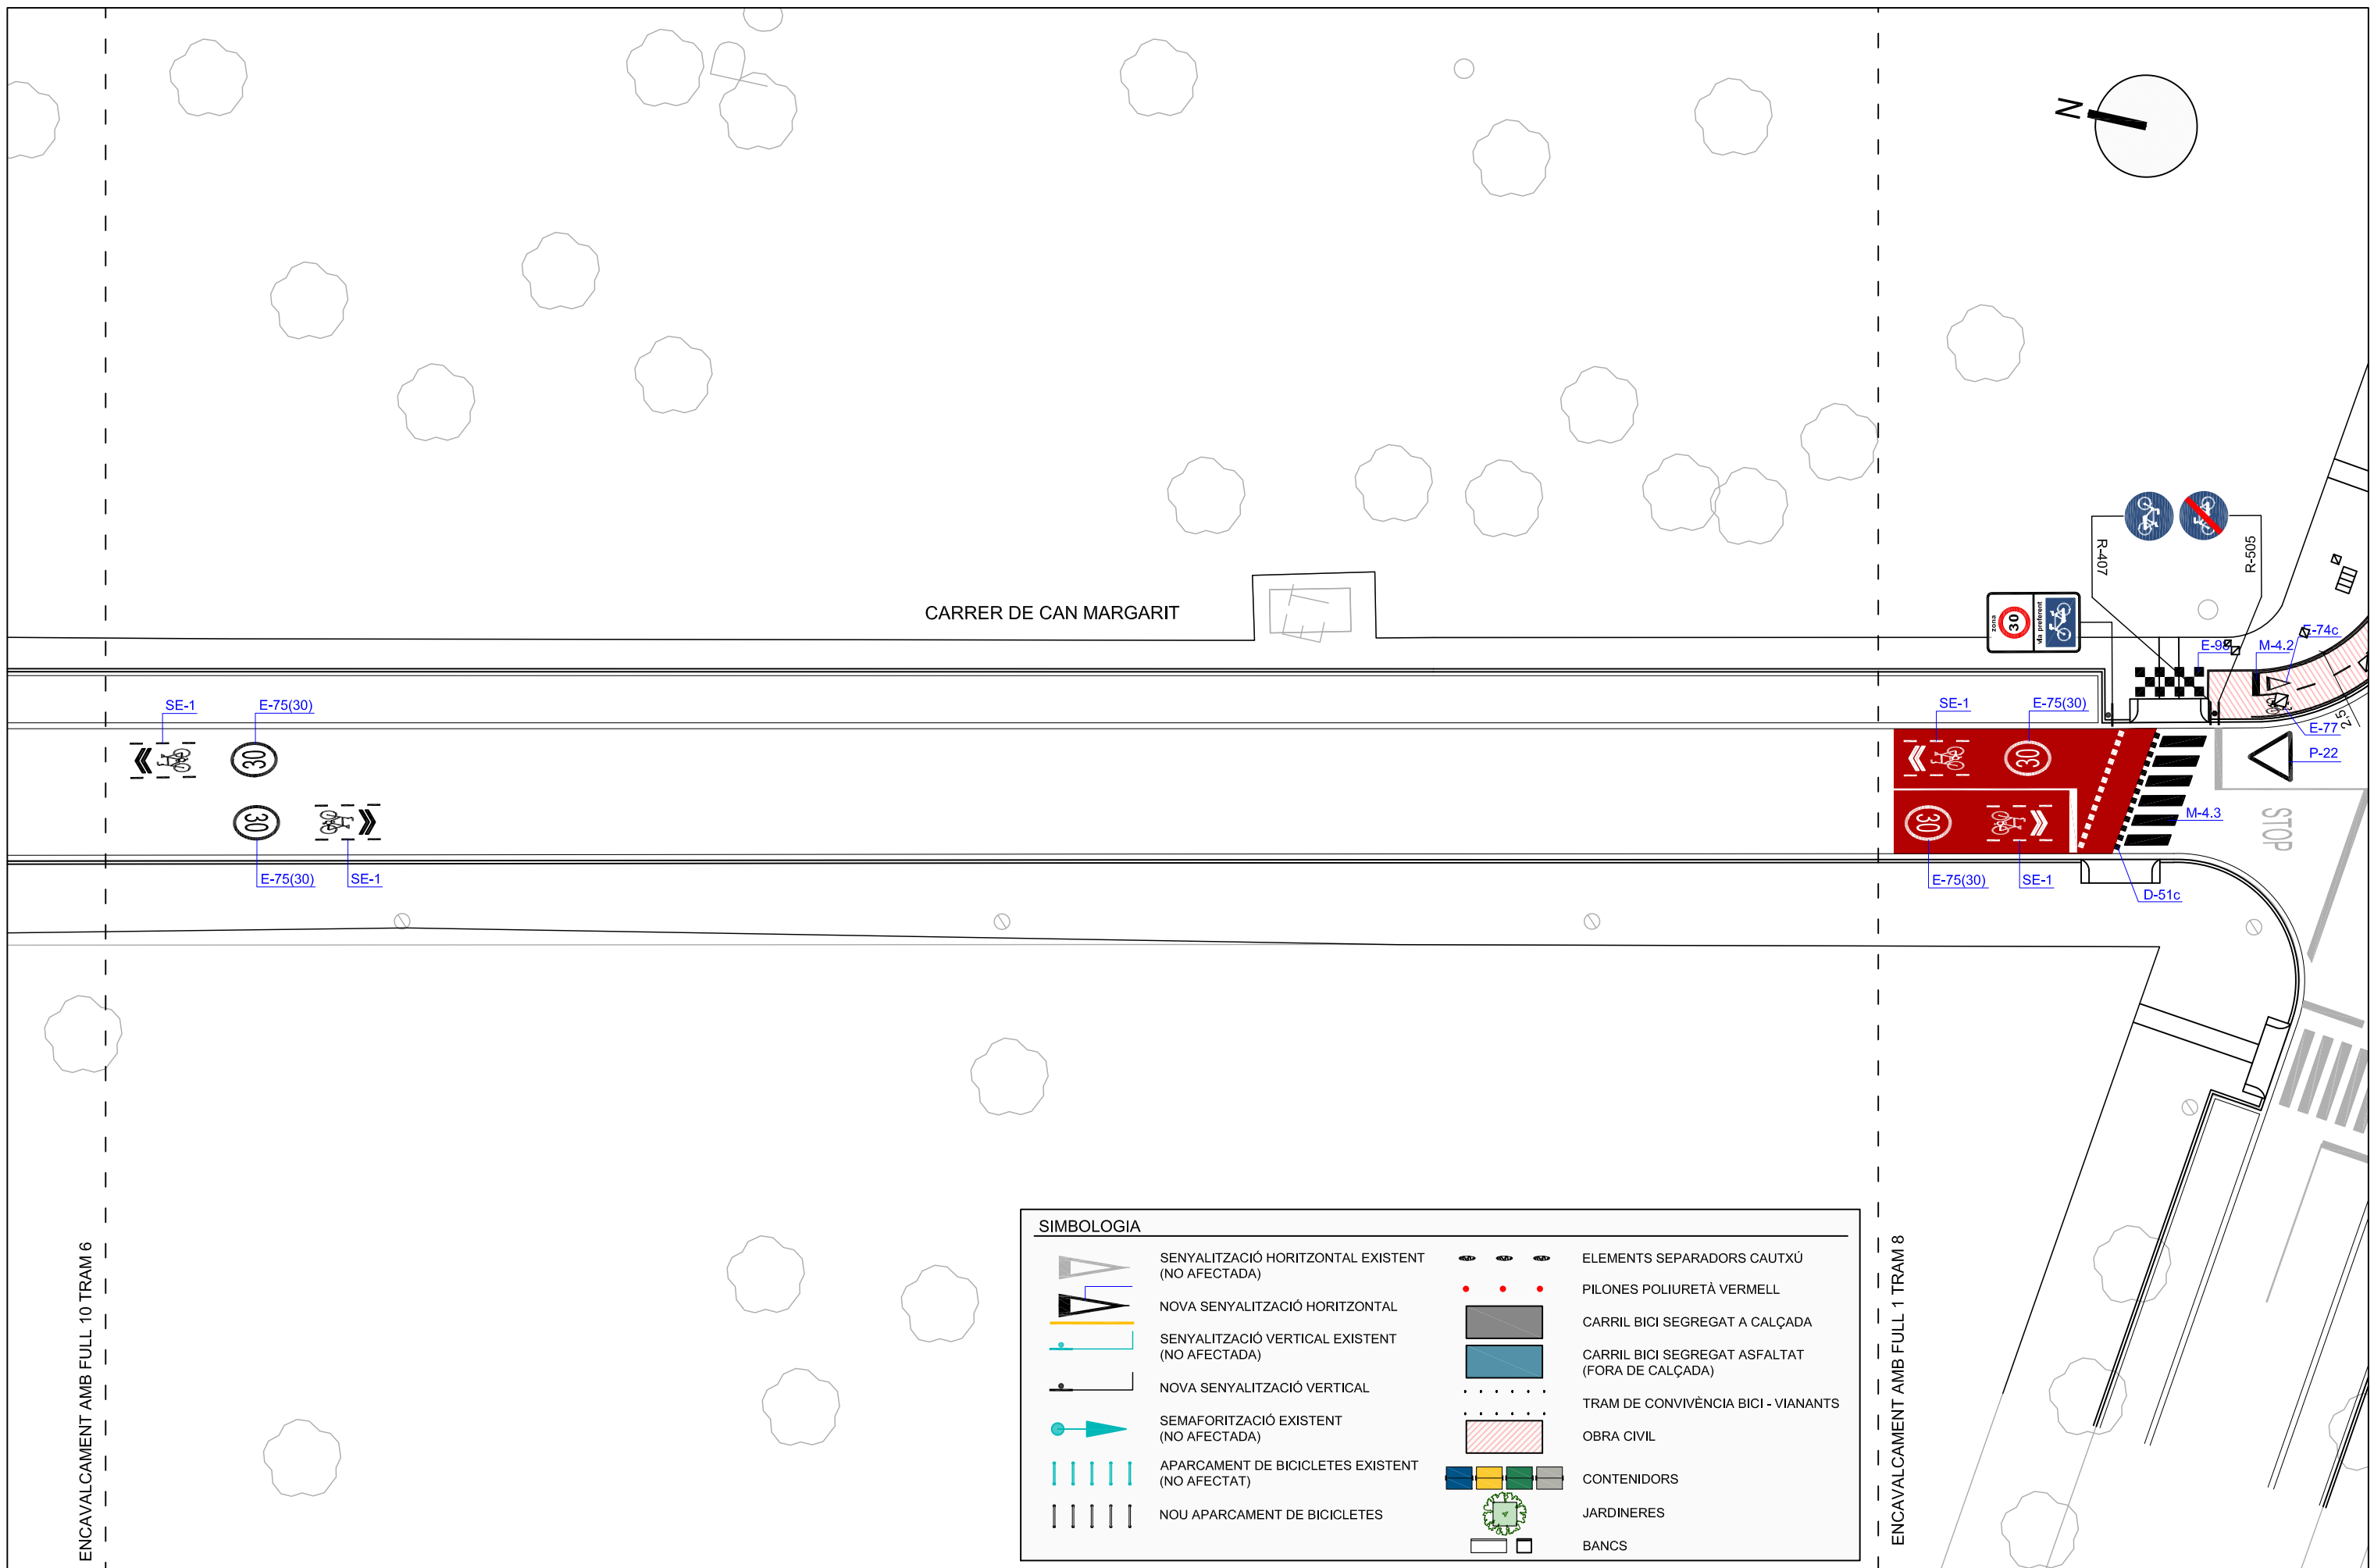 N
R-407
R-505
CARRER DE CAN MARGARIT
zona
30
via preferent
E-74c
M-4.2
SE-1
E-75(30)
SE-1
E-75(30)
2,5
E-77
P-22
30
30
30
30
M-4.3
STOP
E-75(30)
SE-1
E-75(30)
SE-1
D-51c
ENCAVALCAMENT AMB FULL 10 TRAM 6
ENCAVALCAMENT AMB FULL 1 TRAM 8
SIMBOLOGIA
SENYALITZACIÓ HORITZONTAL EXISTENT
(NO AFECTADA)
NOVA SENYALITZACIÓ HORITZONTAL
SENYALITZACIÓ VERTICAL EXISTENT
(NO AFECTADA)
NOVA SENYALITZACIÓ VERTICAL
SEMAFORITZACIÓ EXISTENT
(NO AFECTADA)
APARCAMENT DE BICICLETES EXISTENT
(NO AFECTAT)
NOU APARCAMENT DE BICICLETES
ELEMENTS SEPARADORS CAUTXÚ
PILONES POLIURETÀ VERMELL
CARRIL BICI SEGREGAT A CALÇADA
CARRIL BICI SEGREGAT ASFALTAT
(FORA DE CALÇADA)
TRAM DE CONVIVÈNCIA BICI - VIANANTS
OBRA CIVIL
CONTENIDORS
JARDINERES
BANCS